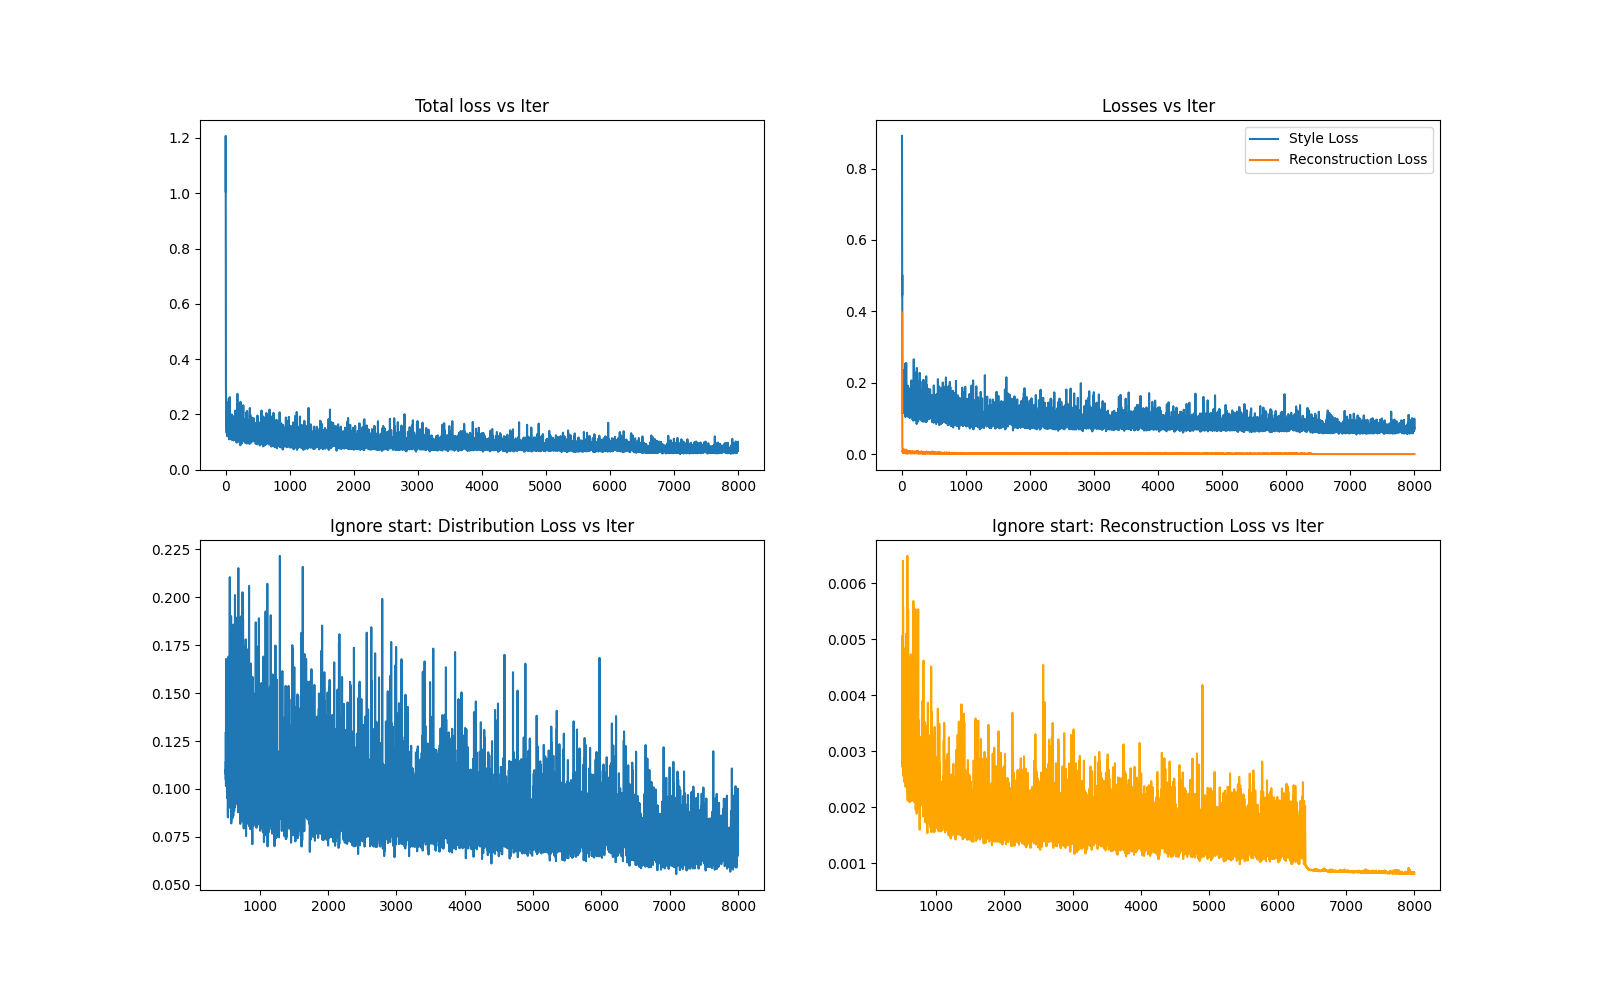 Total loss vs Iter
1.2
1.0
0.8
0.6
0.4
0.2
0.0
0 1000 2000 3000 4000 5000 6000 7000 8000
Losses vs Iter
Style Loss
Reconstruction Loss
0.8
0.6
0.4
0.2
0.0
0 1000 2000 3000 4000 5000 6000 7000 8000
Ignore start: Distribution Loss vs Iter
0.225
0.200
0.175
0.150
0.125
0.100
0.075
0.050
1000 2000 3000 4000 5000 6000 7000 8000
Ignore start: Reconstruction Loss vs Iter
0.006
0.005
0.004
0.003
0.002
0.001
1000 2000 3000 4000 5000 6000 7000 8000